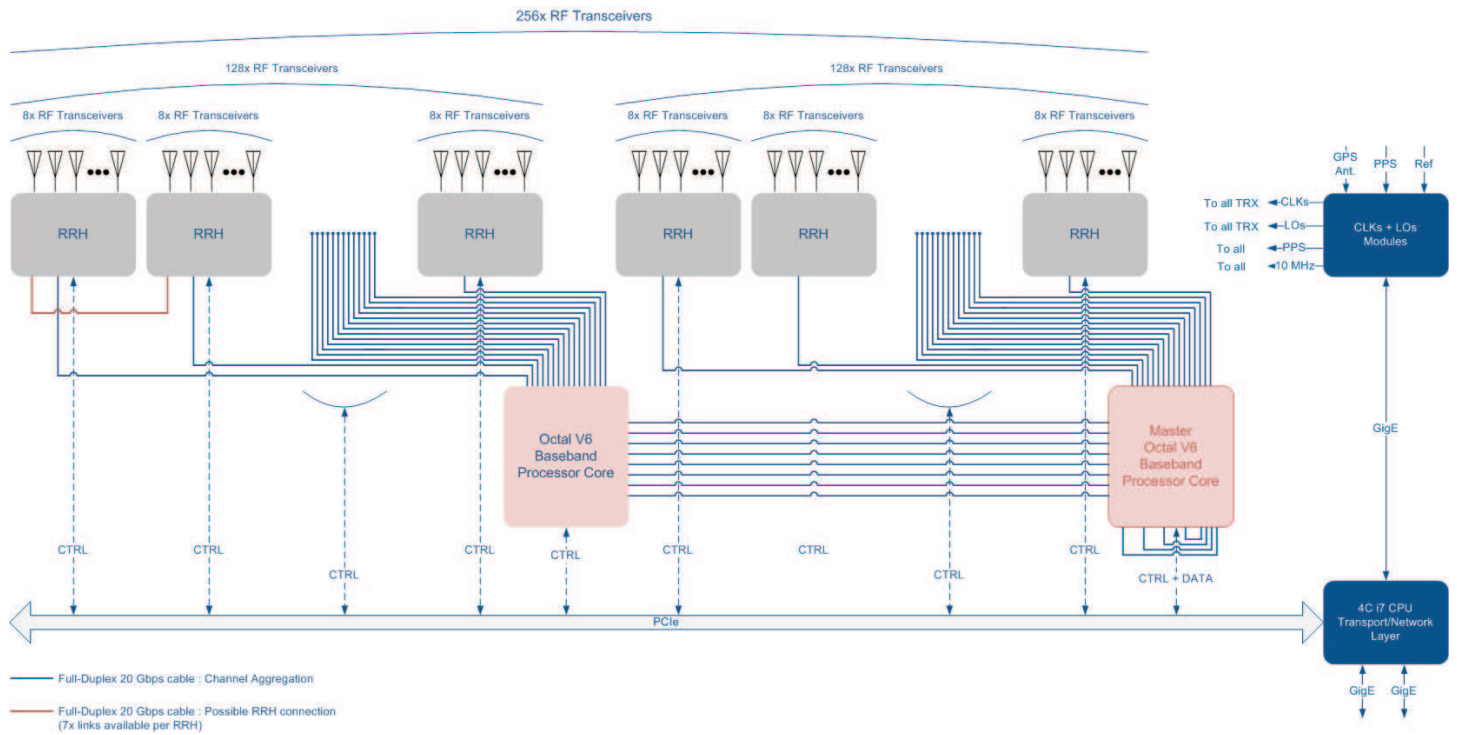 256x RF Transceivers
128x RF Transceivers
128x RF Transceivers
8x RF Transceivers
8x RF Transceivers
8x RF Transceivers
8x RF Transceivers
8x RF Transceivers
8x RF Transceivers
GPS
Ant.
PPS
Ref
RRH
RRH
RRH
RRH
RRH
RRH
To all TRX
CLKs
To all TRX
LOs
To all
PPS
To all
10 MHz
CLKs + LOs
Modules
Octal V6
Baseband
Processor Core
Master
Octal V6
Baseband
Processor Core
GigE
CTRL
CTRL
CTRL
CTRL
CTRL
CTRL
CTRL
CTRL
CTRL
CTRL + DATA
PCIe
4C i7 CPU
Transport/Network
Layer
Full-Duplex 20 Gbps cable : Channel Aggregation
GigE
GigE
Full-Duplex 20 Gbps cable : Possible RRH connection
(7x links available per RRH)